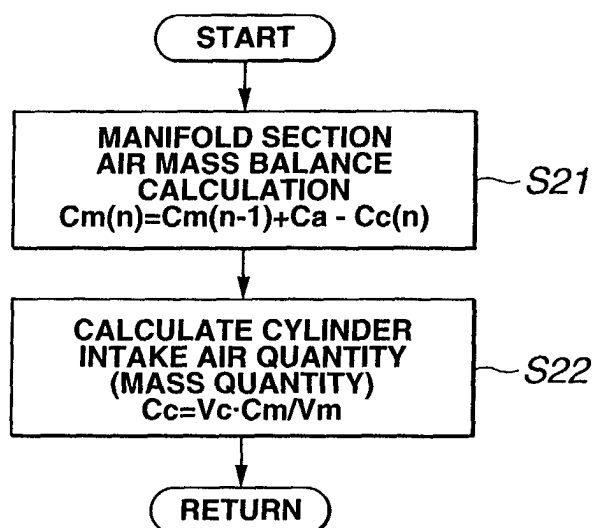 START
MANIFOLD SECTION
AIR MASS BALANCE
CALCULATION
Cm(n)=Cm(n-1)+Ca - Cc(n)
S21
CALCULATE CYLINDER
INTAKE AIR QUANTITY
(MASS QUANTITY)
Cc=Vc·Cm/Vm
S22
RETURN